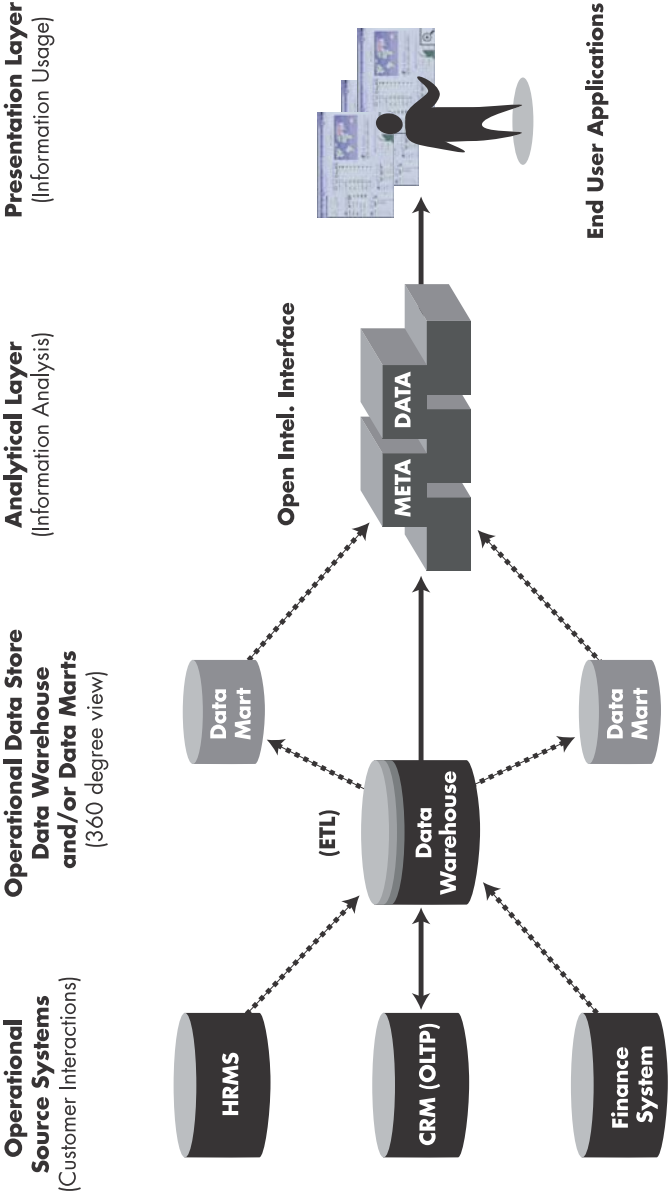 Operational
Source Systems
(Customer Interactions)
Operational Data Store
Data Warehouse
and/or Data Marts
(360 degree view)
Analytical Layer
(Information Analysis)
Presentation Layer
(Information Usage)
HRMS
CRM (OLTP)
Finance
System
(ETL)
Data
Warehouse
Data
Mart
Data
Mart
Open Intel. Interface
META DATA
End User Applications